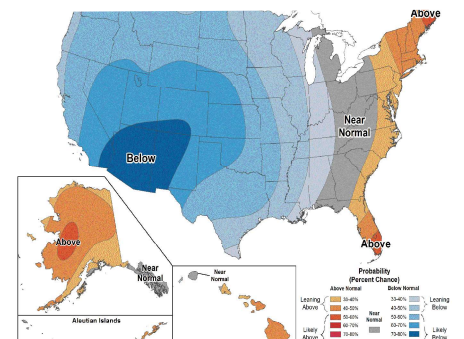 Above
Near
Normal
Below
Above
Above
Near
Normal
Near
Normal
Aleutian Islands
Probability
(Percent Chance)
Above Normal
Below Normal
Leaning
Above
Likely
Above
30-40%
40-50%
50-60%
60-70%
70-80%
Near
Normal
33-40%
40-50%
50-60%
60-70%
70-80%
Leaning
Below
Likely
Below